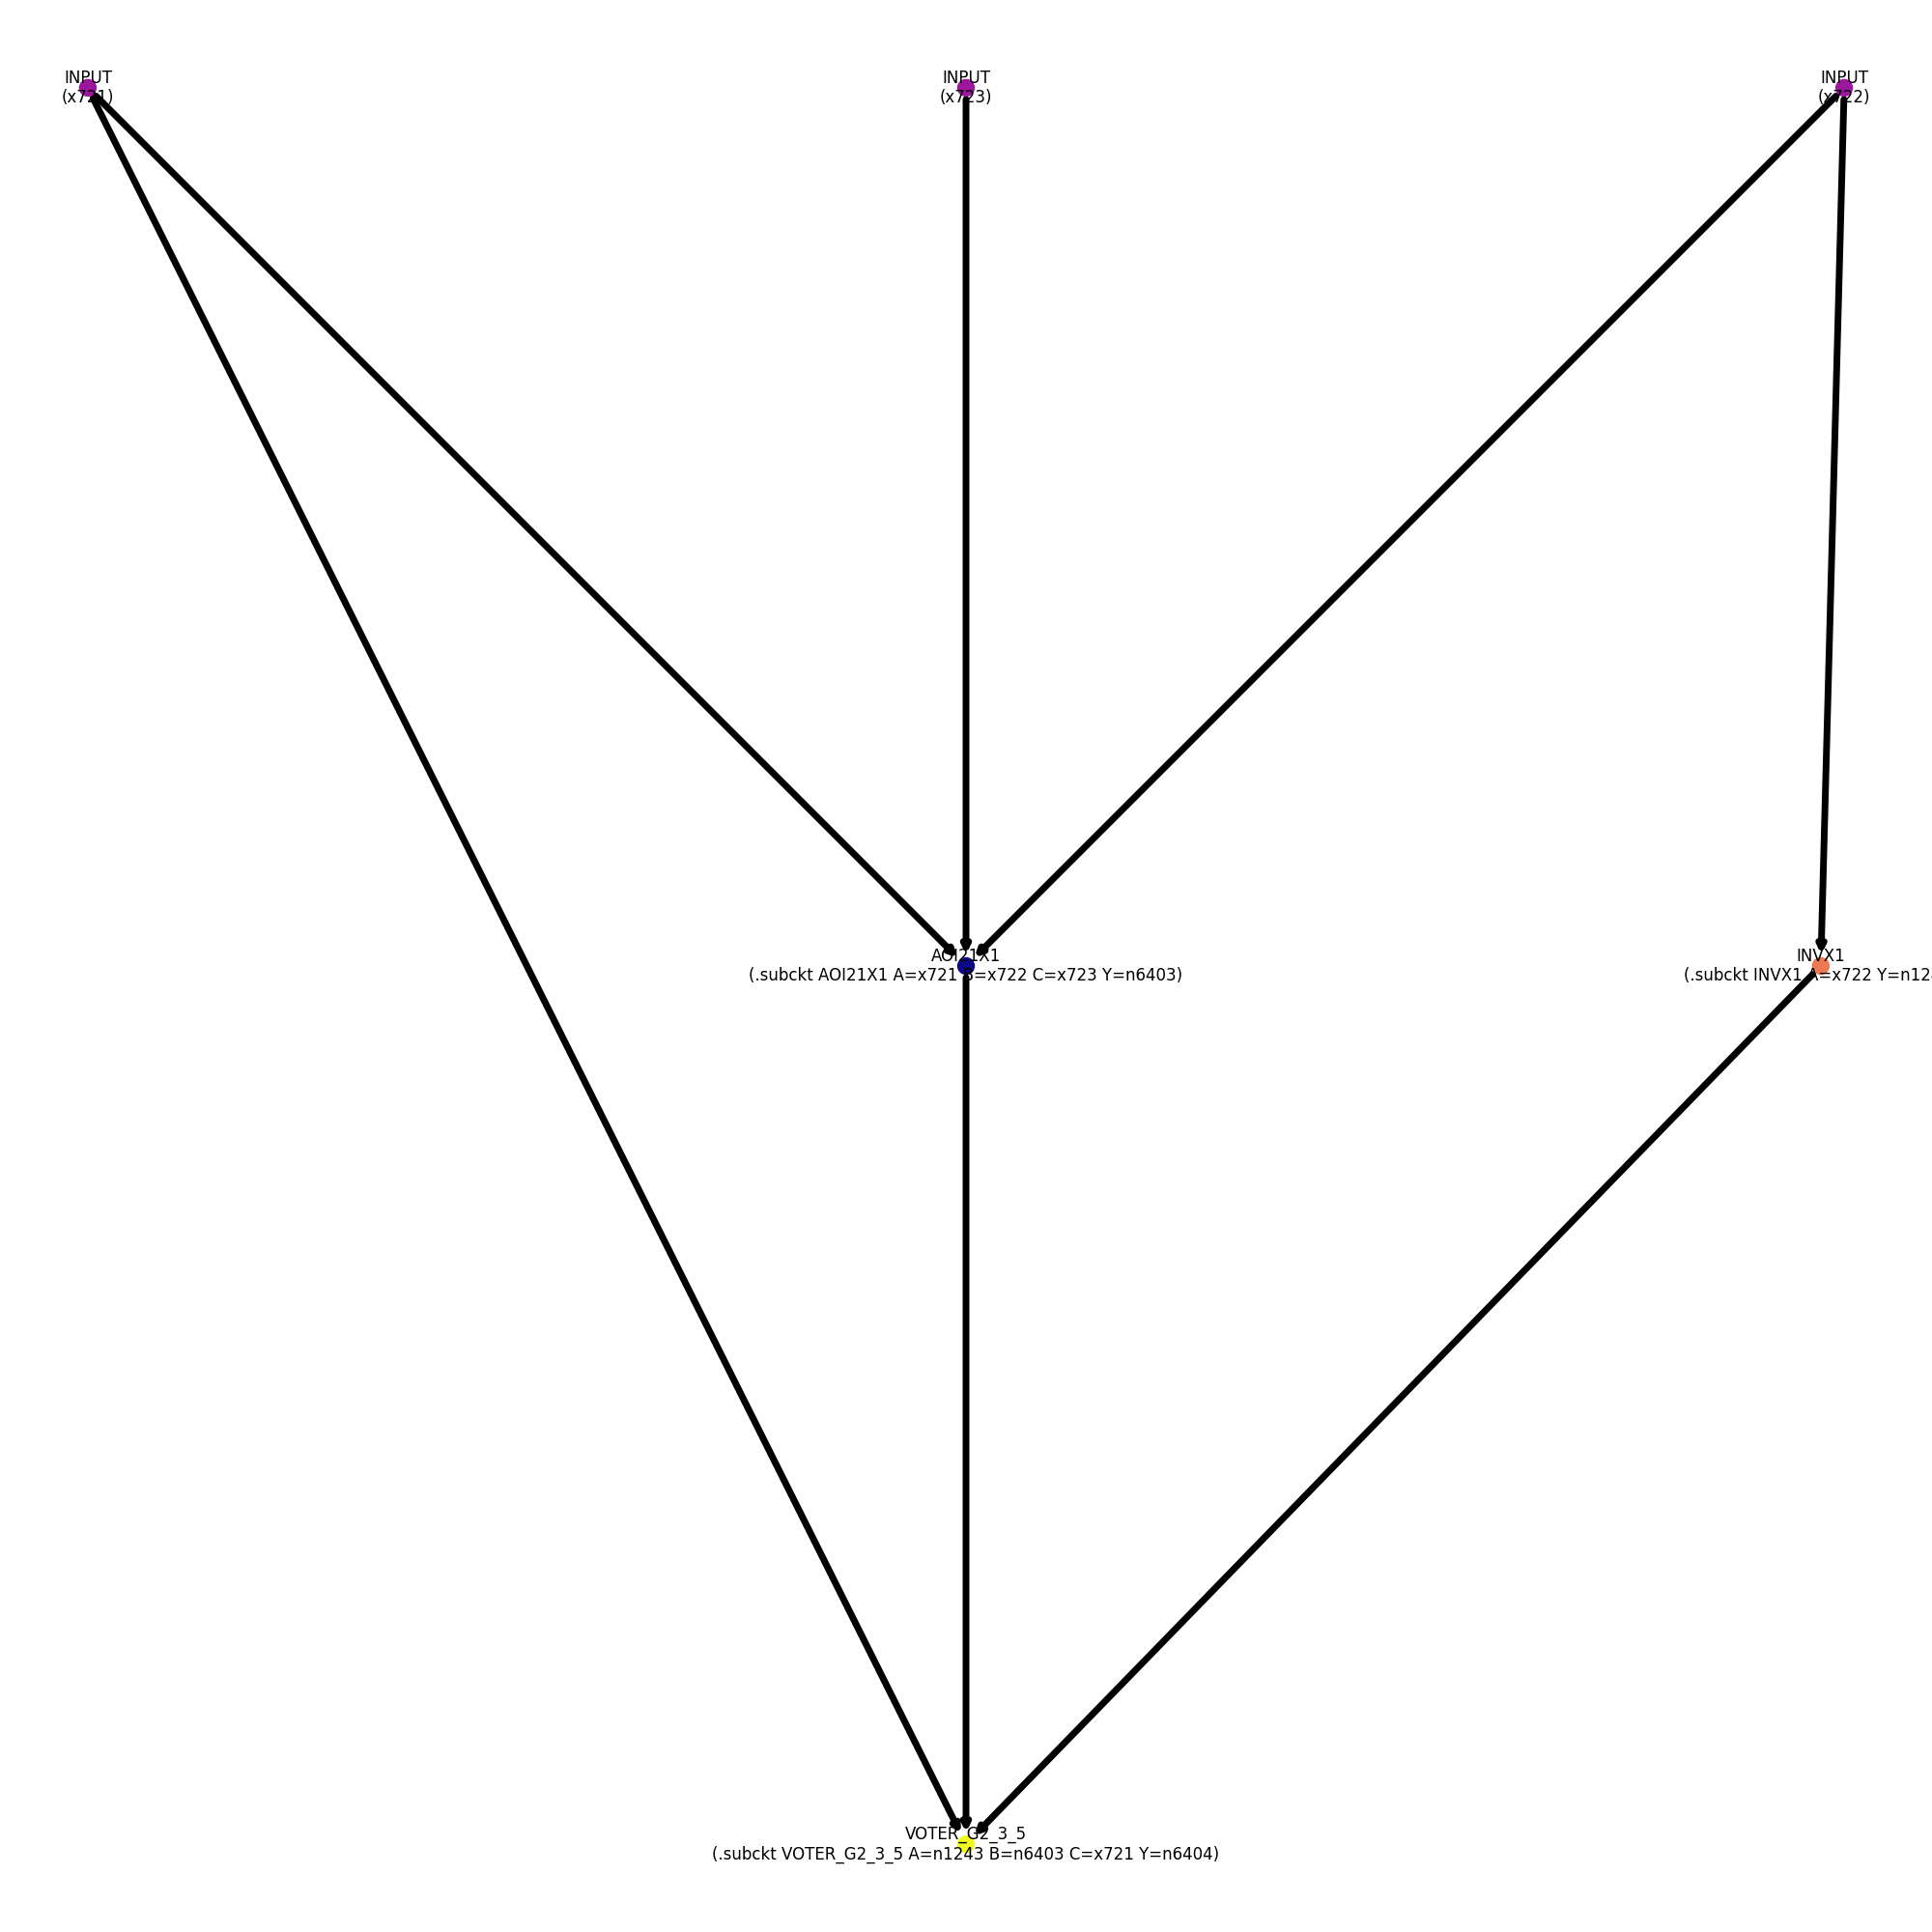 INPUT
(x721)
INPUT
(x723)
INPUT
(x722)
AOI21X1
(.subckt AOI21X1 A=x721 B=x722 C=x723 Y=n6403)
INVX1
(.subckt INVX1 A=x722 Y=n12
VOTER_G2_3_5
(.subckt VOTER_G2_3_5 A=n1243 B=n6403 C=x721 Y=n6404)